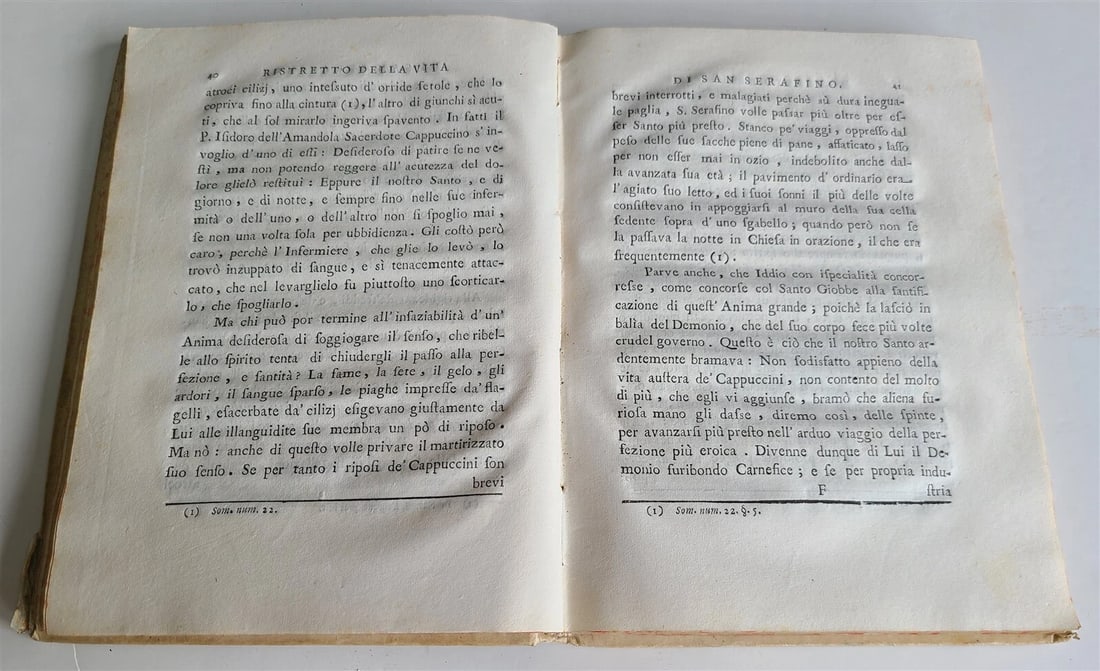 40 RISTRETTO DELLA VITA
atroci cilizj, uno inteſſuto d'orride ſetole, che lo
copriva fino alla cintura (1), l'altro di giunchi sì acu-
ti, che al ſol mirarlo ingeriva ſpavento. In fatti il
P. Iſidoro dell'Amandola Sacerdote Cappuccino s'in-
voglio d'uno di eſſi: Deſideroſo di patire ſe ne ve-
ſti, ma non potendo reggere all'acutezza del do-
lore glielò reſtitui: Eppure il noſtro Santo, e di
giorno, e di notte, e ſempre fino nelle ſue infer-
mità o dell'uno, o dell'altro non ſi ſpoglio mai,
ſe non una volta ſola per ubbidienza. Gli coſtò però
caro, perchè l'Infermiere, che glie lo levò, lo
trovò inzuppato di ſangue, e sì tenacemente attac-
cato, che nel levarglielo fu piuttoſto uno ſcorticar-
lo, che ſpogliarlo.
Ma chi può por termine all'inſaziabilità d'un'
Anima deſideroſa di ſoggiogare il ſenſo, che ribel-
le allo ſpirito tenta di chiudergli il paſſo alla per-
fezione, e ſantità? La fame, la ſete, il gelo, gli
ardori, il ſangue ſparſo, le piaghe impreſſe da'fla-
gelli, eſacerbate da'cilizj eſigevano giuſtamente da
Lui alle illanguidite ſue membra un pò di ripoſo.
Ma nò: anche di queſto volle privare il martirizzato
ſuo ſenſo. Se per tanto i ripoſi de'Cappuccini ſon
brevi
(1) Som. num. 22.
DI SAN SERAFINO. 41
brevi interrotti, e malagiati perchè sù dura inegua-
le paglia, S. Serafino volle paſſar più oltre per eſ-
ſer Santo più preſto. Stanco pe'viaggi, oppreſſo dal
peſo delle ſue ſacche piene di pane, affaticato, laſſo
per non eſſer mai in ozio, indebolito anche dal-
la avanzata ſua età; il pavimento d'ordinario era
l'agiato ſuo letto, ed i ſuoi ſonni il più delle volte
conſiſtevano in appoggiarſi al muro della ſua cella
ſedente ſopra d'uno ſgabello; quando però non ſe
la paſſava la notte in Chieſa in orazione, il che era
frequentemente (1).
Parve anche, che Iddio con iſpecialità concor-
reſſe, come concorſe col Santo Giobbe alla ſantifi-
cazione di queſt'Anima grande; poichè la laſciò in
balìa del Demonio, che del ſuo corpo fece più volte
crudel governo. Queſto è ciò che il noſtro Santo ar-
dentemente bramava: Non ſodisfatto appieno della
vita auſtera de'Cappuccini, non contento del molto
di più, che egli vi aggiunſe, bramò che aliena fu-
rioſa mano gli daſſe, diremo così, delle ſpinte,
per avanzarſi più preſto nell'arduo viaggio della per-
fezione più eroica. Divenne dunque di Lui il De-
monio furibondo Carnefice; e ſe per propria indu-
F ſtria
(1) Som. num. 22. §. 5.